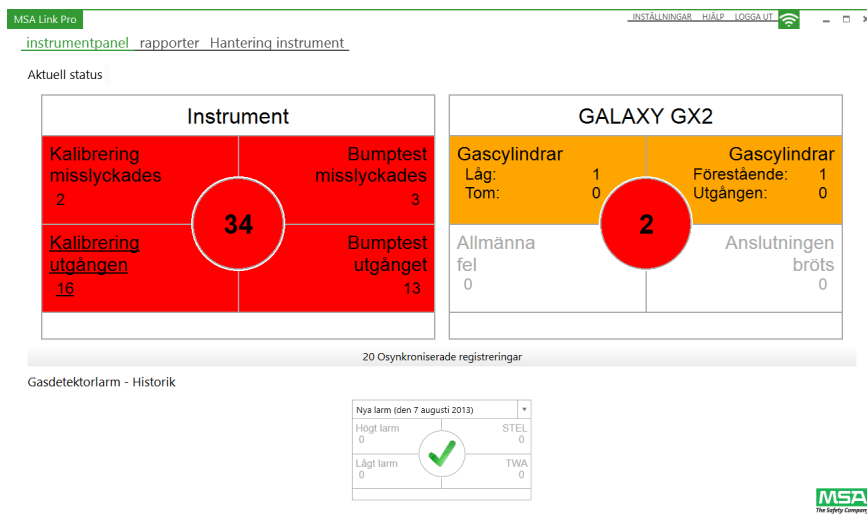 MSA Link Pro
INSTÄLLNINGAR HJÄLP LOGGA UT
instrumentpanel rapporter Hantering instrument
Aktuell status
Instrument
Kalibrering
misslyckades
2
Bumptest
misslyckades
3
34
Kalibrering
utgången
16
Bumptest
utgånget
13
GALAXY GX2
Gascylindrar
Låg: 1
Tom: 0
Gascylindrar
Förestående: 1
Utgången: 0
2
Allmänna
fel
0
Anslutningen
bröts
0
20 Osynkroniserade registreringar
Gasdetektorlarm - Historik
Nya larm (den 7 augusti 2013)
Högt larm
0
STEL
0
Lågt larm
0
TWA
0
MSA
The Safety Company